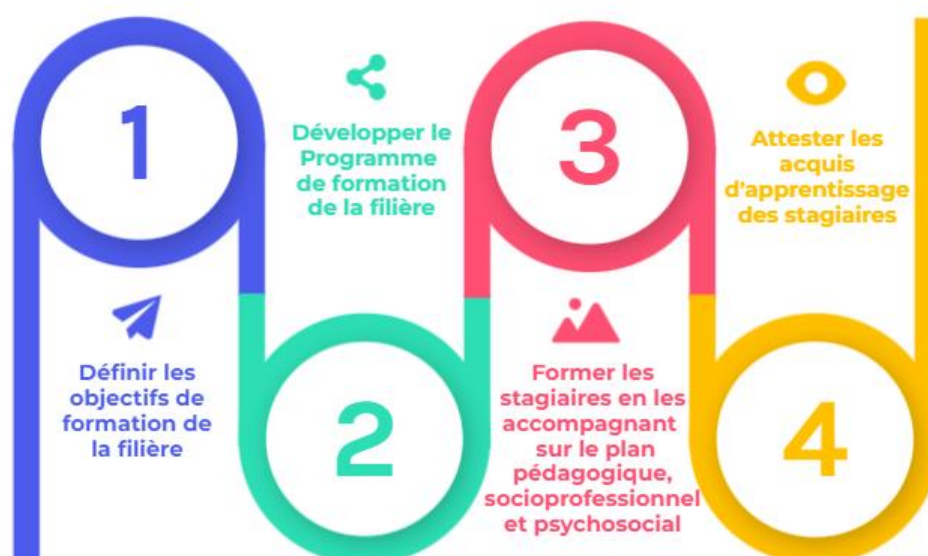 1
Définir les
objectifs de
formation de
la filière
Développer le
Programme
de formation
de la filière
2
3
Former les
stagiaires en les
accompagnant
sur le plan
pédagogique,
socioprofessionnel
et psychosocial
Attester les
acquis
d'apprentissage
des stagiaires
4